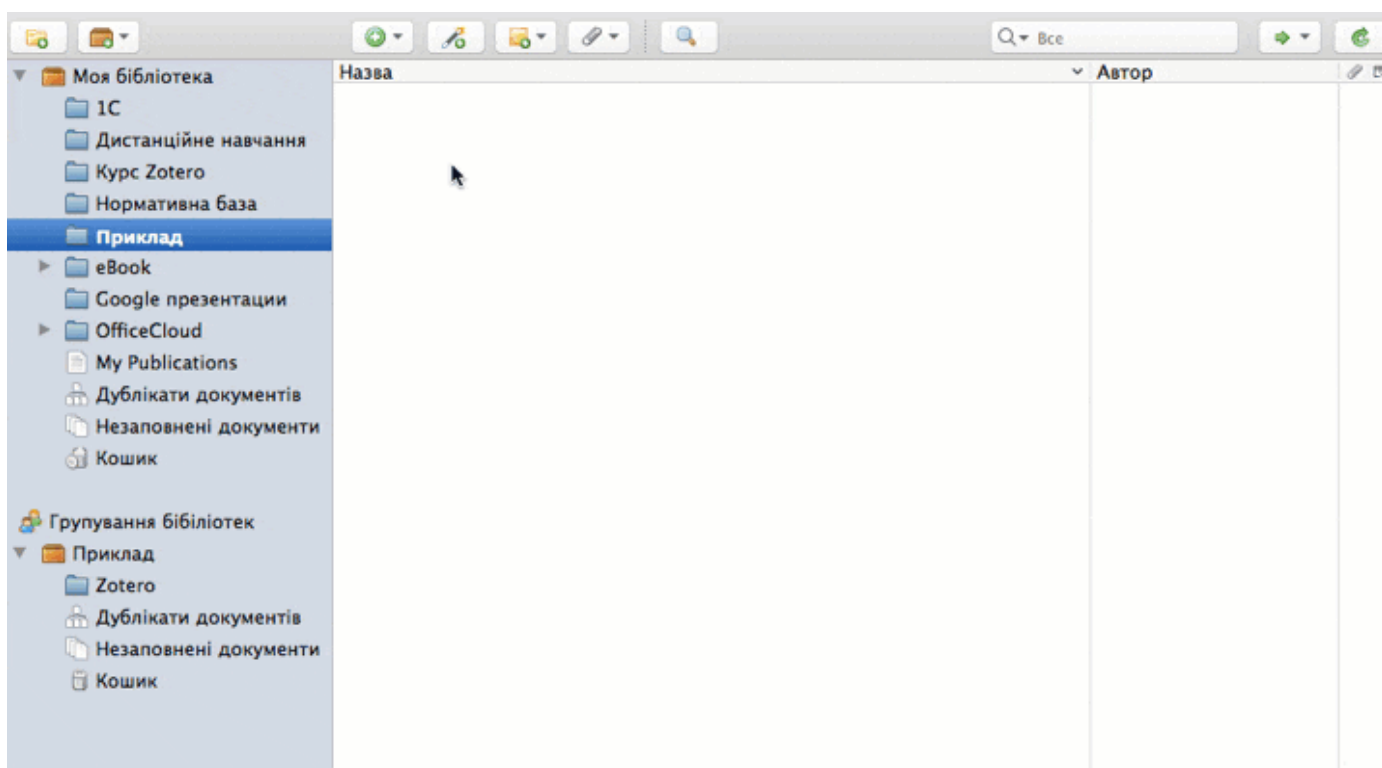 Все
Назва
Автор
Моя бібліотека
1С
Дистанційне навчання
Курс Zotero
Нормативна база
Приклад
eBook
Google презентации
OfficeCloud
My Publications
Дублікати документів
Незаповнені документи
Кошик
Групування бібіліотек
Приклад
Zotero
Дублікати документів
Незаповнені документи
Кошик